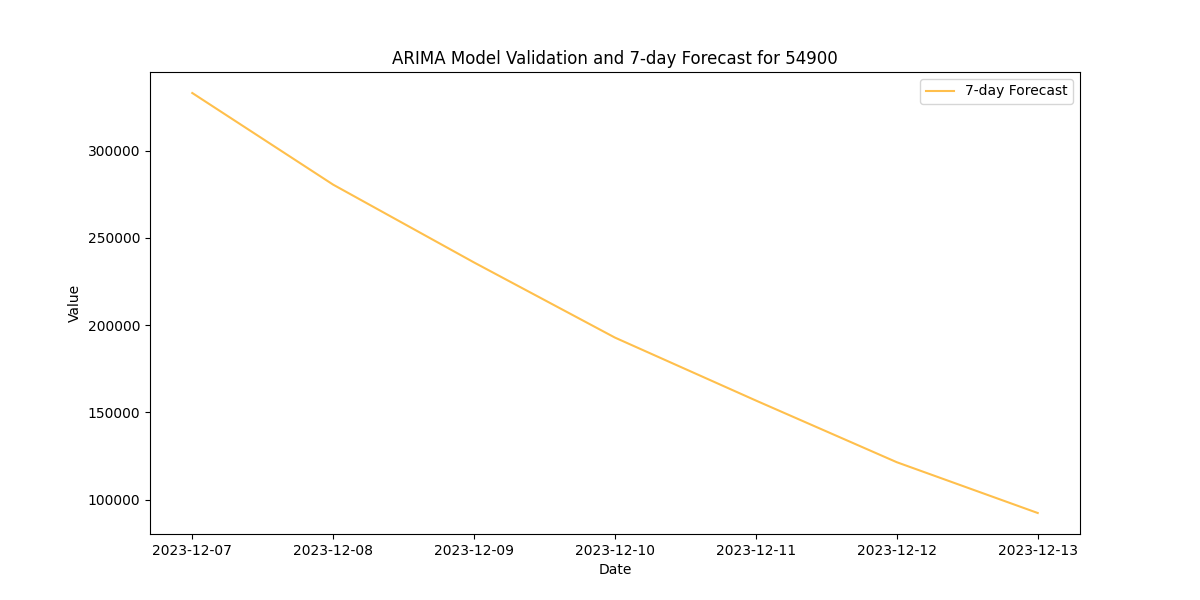 ARIMA Model Validation and 7-day Forecast for 54900
7-day Forecast
300000
250000
200000
150000
100000
Value
2023-12-07 2023-12-08 2023-12-09 2023-12-10 2023-12-11 2023-12-12 2023-12-13
Date